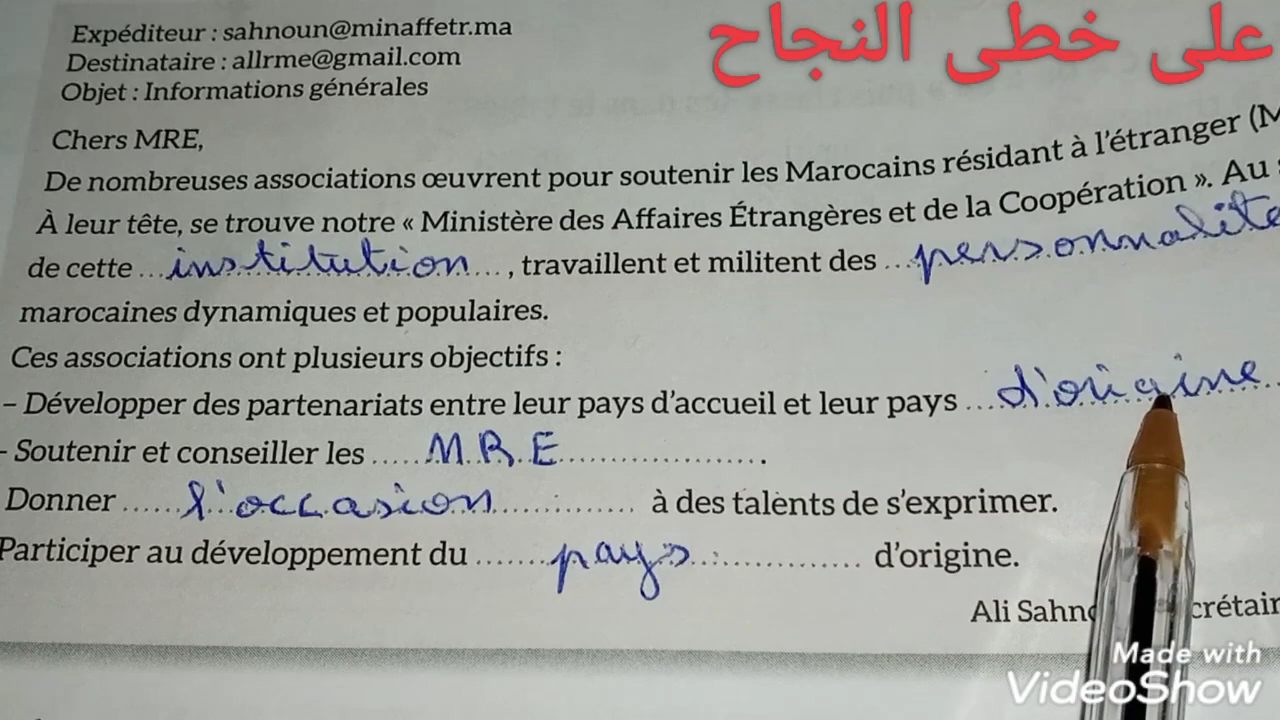 على خطى النجاح
Expéditeur : sahnoun@minaffetr.ma
Destinataire : allrme@gmail.com
Objet : Informations générales
Chers MRE,
De nombreuses associations œuvrent pour soutenir les Marocains résidant à l'étranger (M
À leur tête, se trouve notre « Ministère des Affaires Étrangères et de la Coopération ». Au
de cette ... institution ... , travaillent et militent des ... personnalité
marocaines dynamiques et populaires.
Ces associations ont plusieurs objectifs :
– Développer des partenariats entre leur pays d'accueil et leur pays .... d'origine
- Soutenir et conseiller les ..... M.R.E .................... .
Donner ...... l'occasion .............. à des talents de s'exprimer.
Participer au développement du ....... pays ............... d'origine.
Ali Sahno crétair
Made with
VideoShow